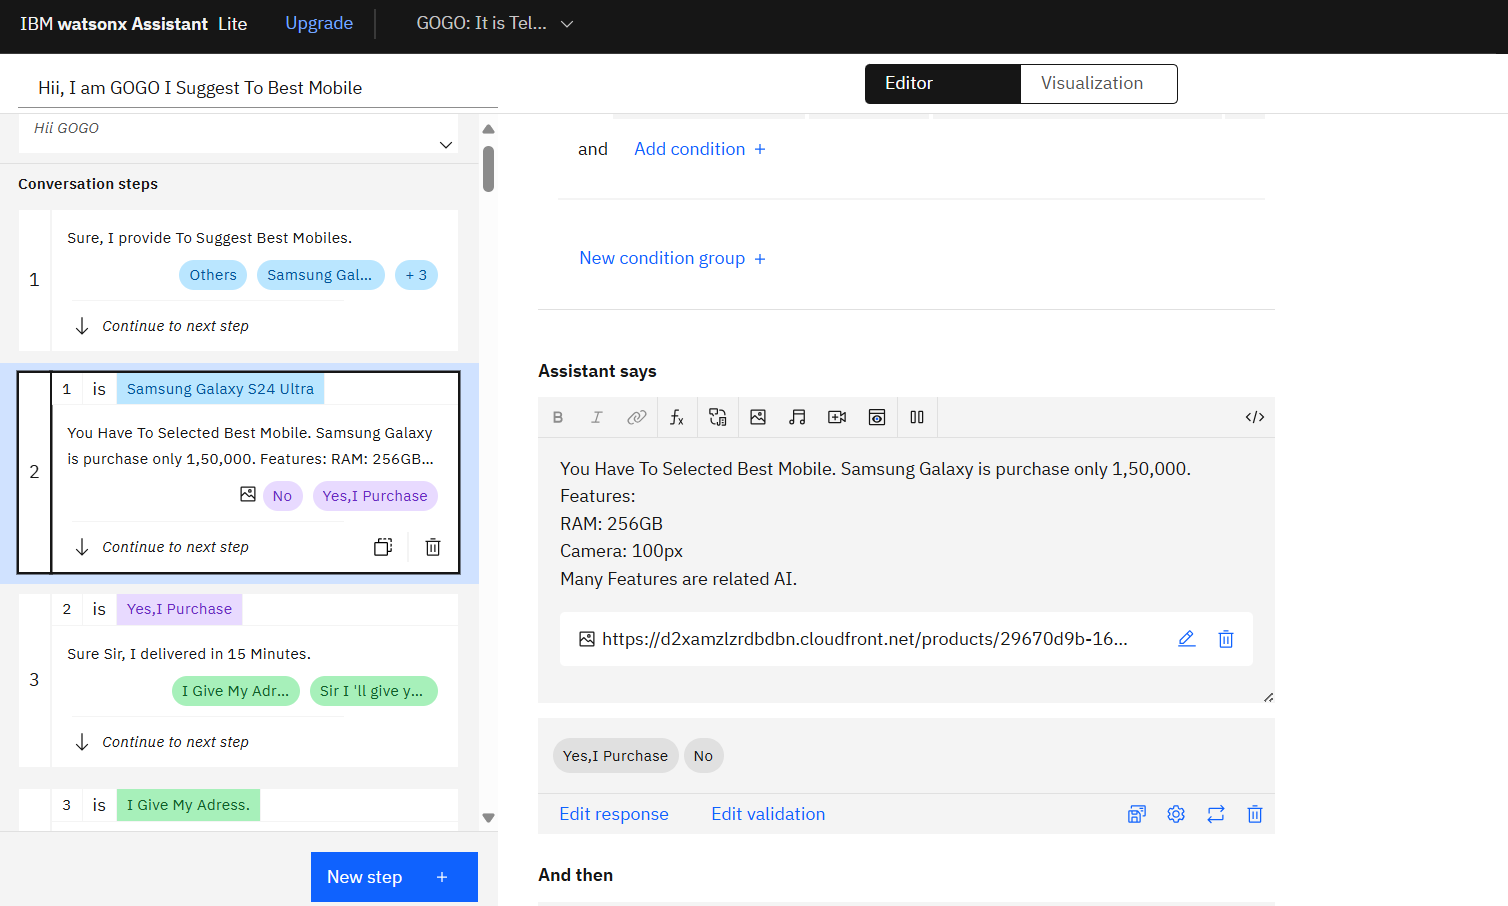 IBM watsonx Assistant Lite
Upgrade
GOGO: It is Tel...
Hii, I am GOGO I Suggest To Best Mobile
Editor
Visualization
Hii GOGO
Conversation steps
1
Sure, I provide To Suggest Best Mobiles.
Others
Samsung Gal...
+ 3
Continue to next step
2
1 is Samsung Galaxy S24 Ultra
You Have To Selected Best Mobile. Samsung Galaxy
is purchase only 1,50,000. Features: RAM: 256GB...
No
Yes,I Purchase
Continue to next step
3
2 is Yes,I Purchase
Sure Sir, I delivered in 15 Minutes.
I Give My Adr...
Sir I 'll give y...
Continue to next step
3 is I Give My Adress.
New step +
and Add condition +
New condition group +
Assistant says
B I fx </>
You Have To Selected Best Mobile. Samsung Galaxy is purchase only 1,50,000.
Features:
RAM: 256GB
Camera: 100px
Many Features are related AI.
https://d2xamzlzrdbdbn.cloudfront.net/products/29670d9b-16...
Yes,I Purchase
No
Edit response
Edit validation
And then